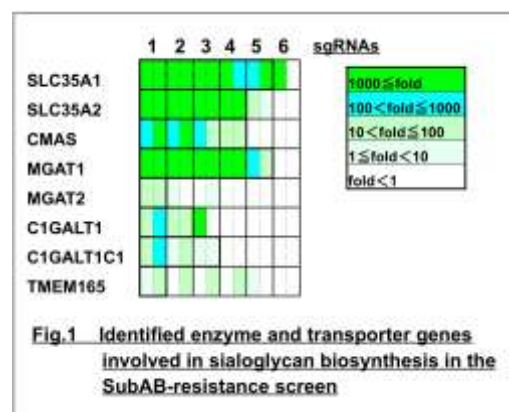 1 2 3 4 5 6 sgRNAs
SLC35A1
SLC35A2
CMAS
MGAT1
MGAT2
C1GALT1
C1GALT1C1
TMEM165
1000≦fold
100<fold≦1000
10<fold≦100
1≦fold<10
fold<1
Fig.1 Identified enzyme and transporter genes
involved in sialoglycan biosynthesis in the
SubAB-resistance screen